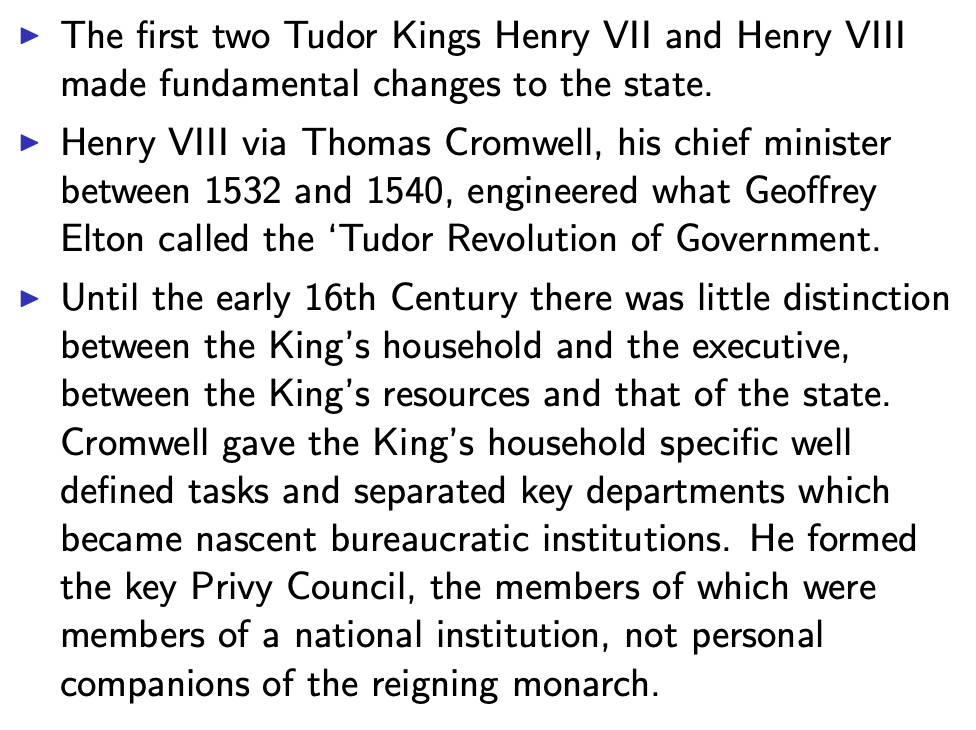 ▶ The first two Tudor Kings Henry VII and Henry VIII
made fundamental changes to the state.
▶ Henry VIII via Thomas Cromwell, his chief minister
between 1532 and 1540, engineered what Geoffrey
Elton called the ‘Tudor Revolution of Government.
▶ Until the early 16th Century there was little distinction
between the King’s household and the executive,
between the King’s resources and that of the state.
Cromwell gave the King’s household specific well
defined tasks and separated key departments which
became nascent bureaucratic institutions. He formed
the key Privy Council, the members of which were
members of a national institution, not personal
companions of the reigning monarch.